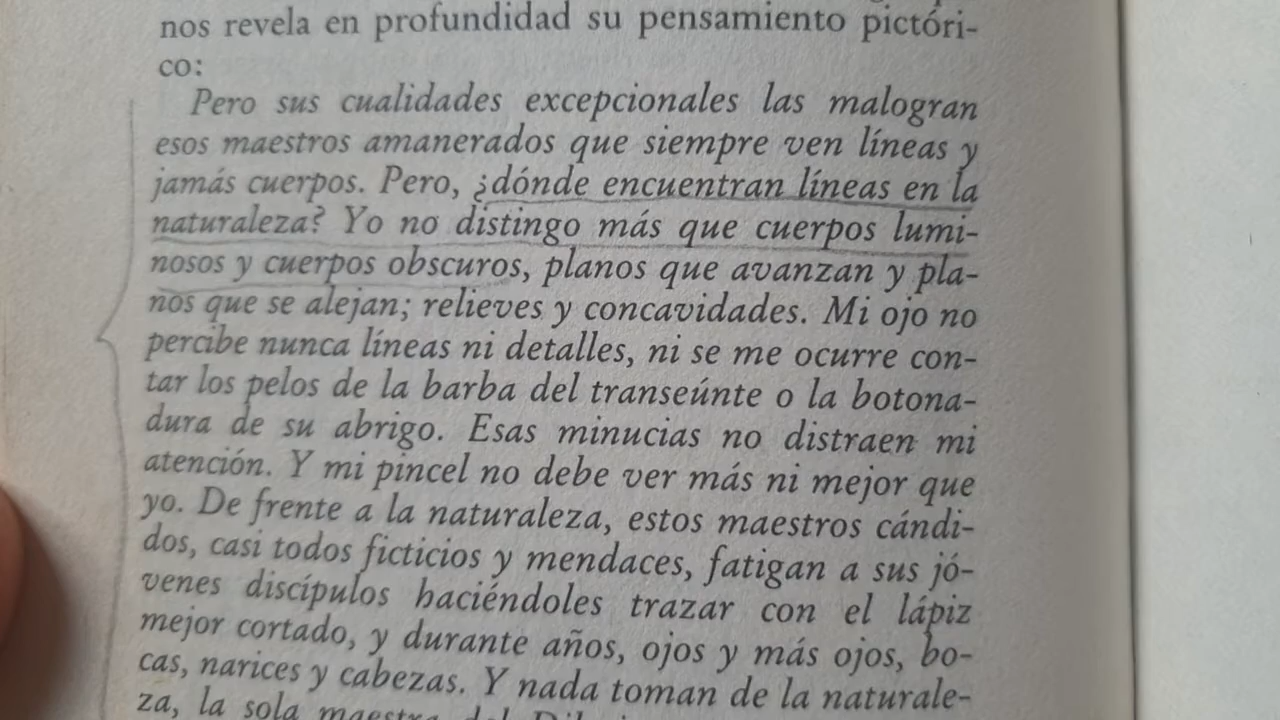 nos revela en profundidad su pensamiento pictóri-
co:
Pero sus cualidades excepcionales las malogran
esos maestros amanerados que siempre ven líneas y
jamás cuerpos. Pero, ¿dónde encuentran líneas en la
naturaleza? Yo no distingo más que cuerpos lumi-
nosos y cuerpos obscuros, planos que avanzan y pla-
nos que se alejan; relieves y concavidades. Mi ojo no
percibe nunca líneas ni detalles, ni se me ocurre con-
tar los pelos de la barba del transeúnte o la botona-
dura de su abrigo. Esas minucias no distraen mi
atención. Y mi pincel no debe ver más ni mejor que
yo. De frente a la naturaleza, estos maestros cándi-
dos, casi todos ficticios y mendaces, fatigan a sus jó-
venes discípulos haciéndoles trazar con el lápiz
mejor cortado, y durante años, ojos y más ojos, bo-
cas, narices y cabezas. Y nada toman de la naturale-
za, la sola maestra del